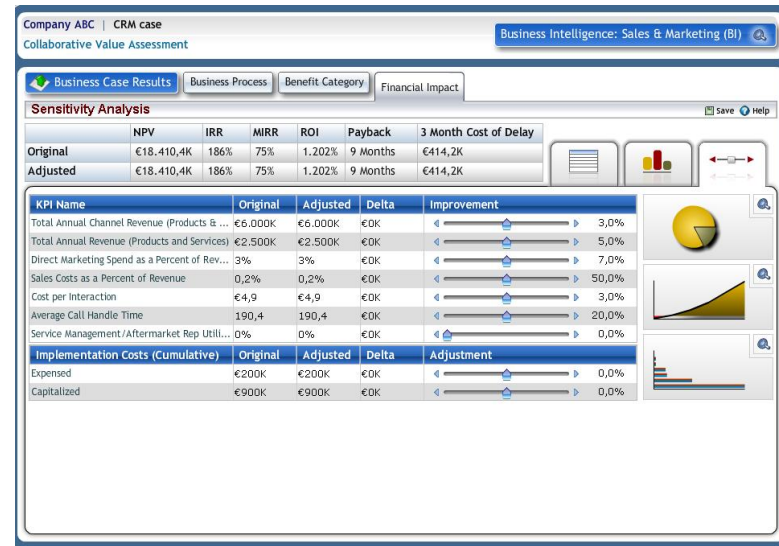 Company ABC | CRM case
Collaborative Value Assessment
Business Intelligence: Sales & Marketing (BI)
Business Case Results Business Process Benefit Category Financial Impact
Sensitivity Analysis Save Help
NPV IRR MIRR ROI Payback 3 Month Cost of Delay
Original €18.410,4K 186% 75% 1.202% 9 Months €414,2K
Adjusted €18.410,4K 186% 75% 1.202% 9 Months €414,2K
KPI Name Original Adjusted Delta Improvement
Total Annual Channel Revenue (Products & ... €6.000K €6.000K €0K 3,0%
Total Annual Revenue (Products and Services) €2.500K €2.500K €0K 5,0%
Direct Marketing Spend as a Percent of Rev... 3% 3% €0K 7,0%
Sales Costs as a Percent of Revenue 0,2% 0,2% €0K 50,0%
Cost per Interaction €4,9 €4,9 €0K 3,0%
Average Call Handle Time 190,4 190,4 €0K 20,0%
Service Management/Aftermarket Rep Utili... 0% 0% €0K 0,0%
Implementation Costs (Cumulative) Original Adjusted Delta Adjustment
Expensed €200K €200K €0K 0,0%
Capitalized €900K €900K €0K 0,0%